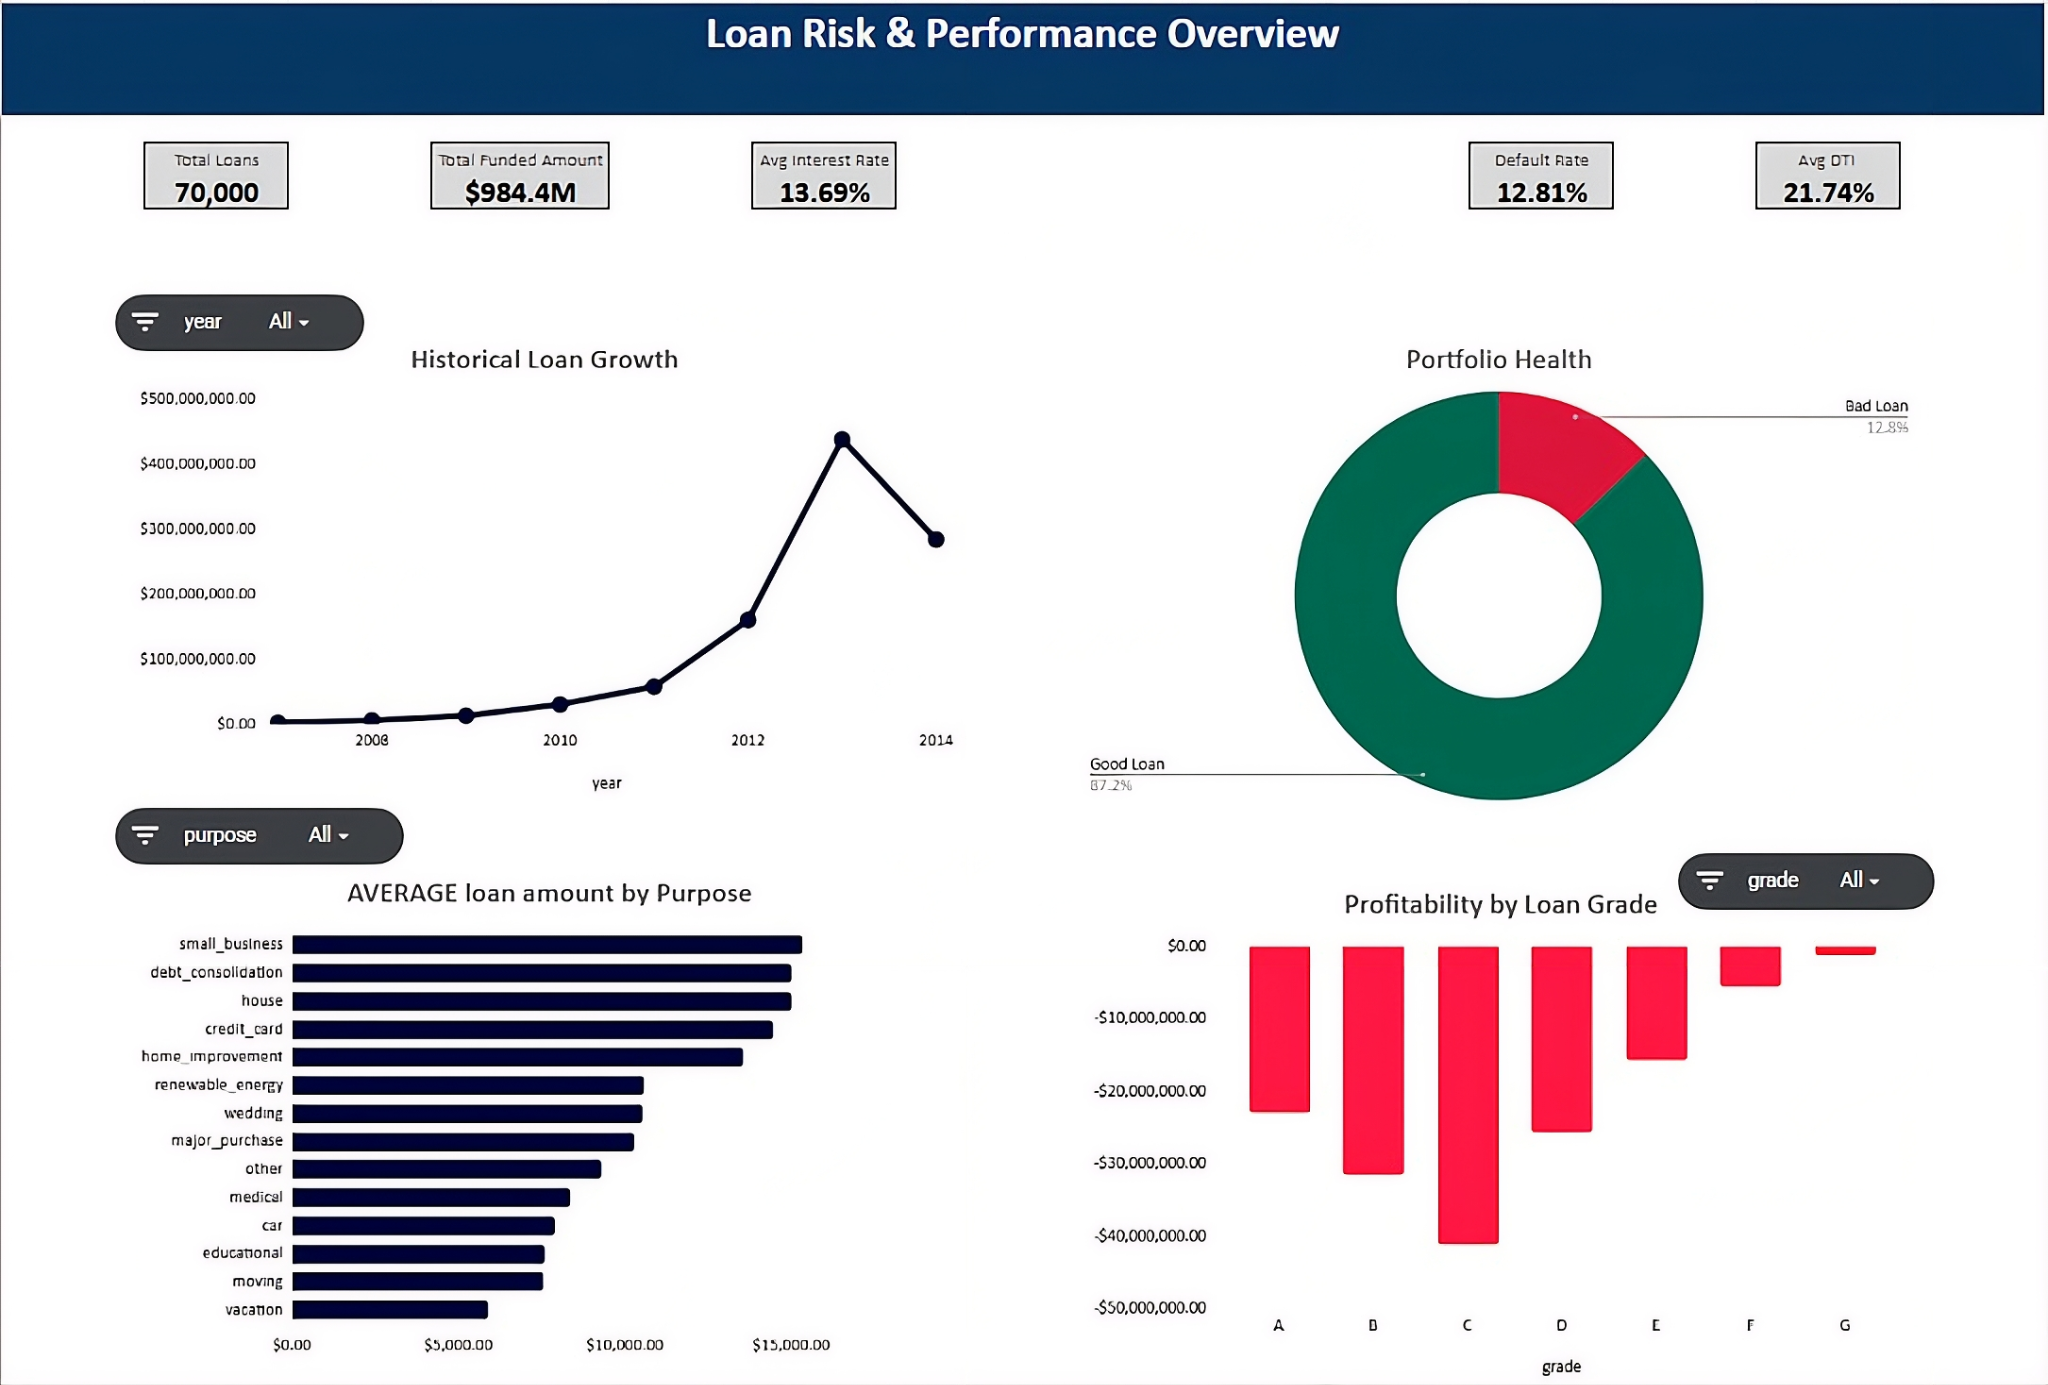 Loan Risk & Performance Overview
Total Loans
70,000
Total Funded Amount
$984.4M
Avg Interest Rate
13.69%
Default Rate
12.81%
Avg DTI
21.74%
year All
Historical Loan Growth
$500,000,000.00
$400,000,000.00
$300,000,000.00
$200,000,000.00
$100,000,000.00
$0.00
2008 2010 2012 2014
year
Portfolio Health
Bad Loan
12.8%
Good Loan
87.2%
purpose All
AVERAGE loan amount by Purpose
small_business
debt_consolidation
house
credit_card
home_improvement
renewable_energy
wedding
major_purchase
other
medical
car
educational
moving
vacation
$0.00 $5,000.00 $10,000.00 $15,000.00
grade All
Profitability by Loan Grade
$0.00
-$10,000,000.00
-$20,000,000.00
-$30,000,000.00
-$40,000,000.00
-$50,000,000.00
A B C D E F G
grade